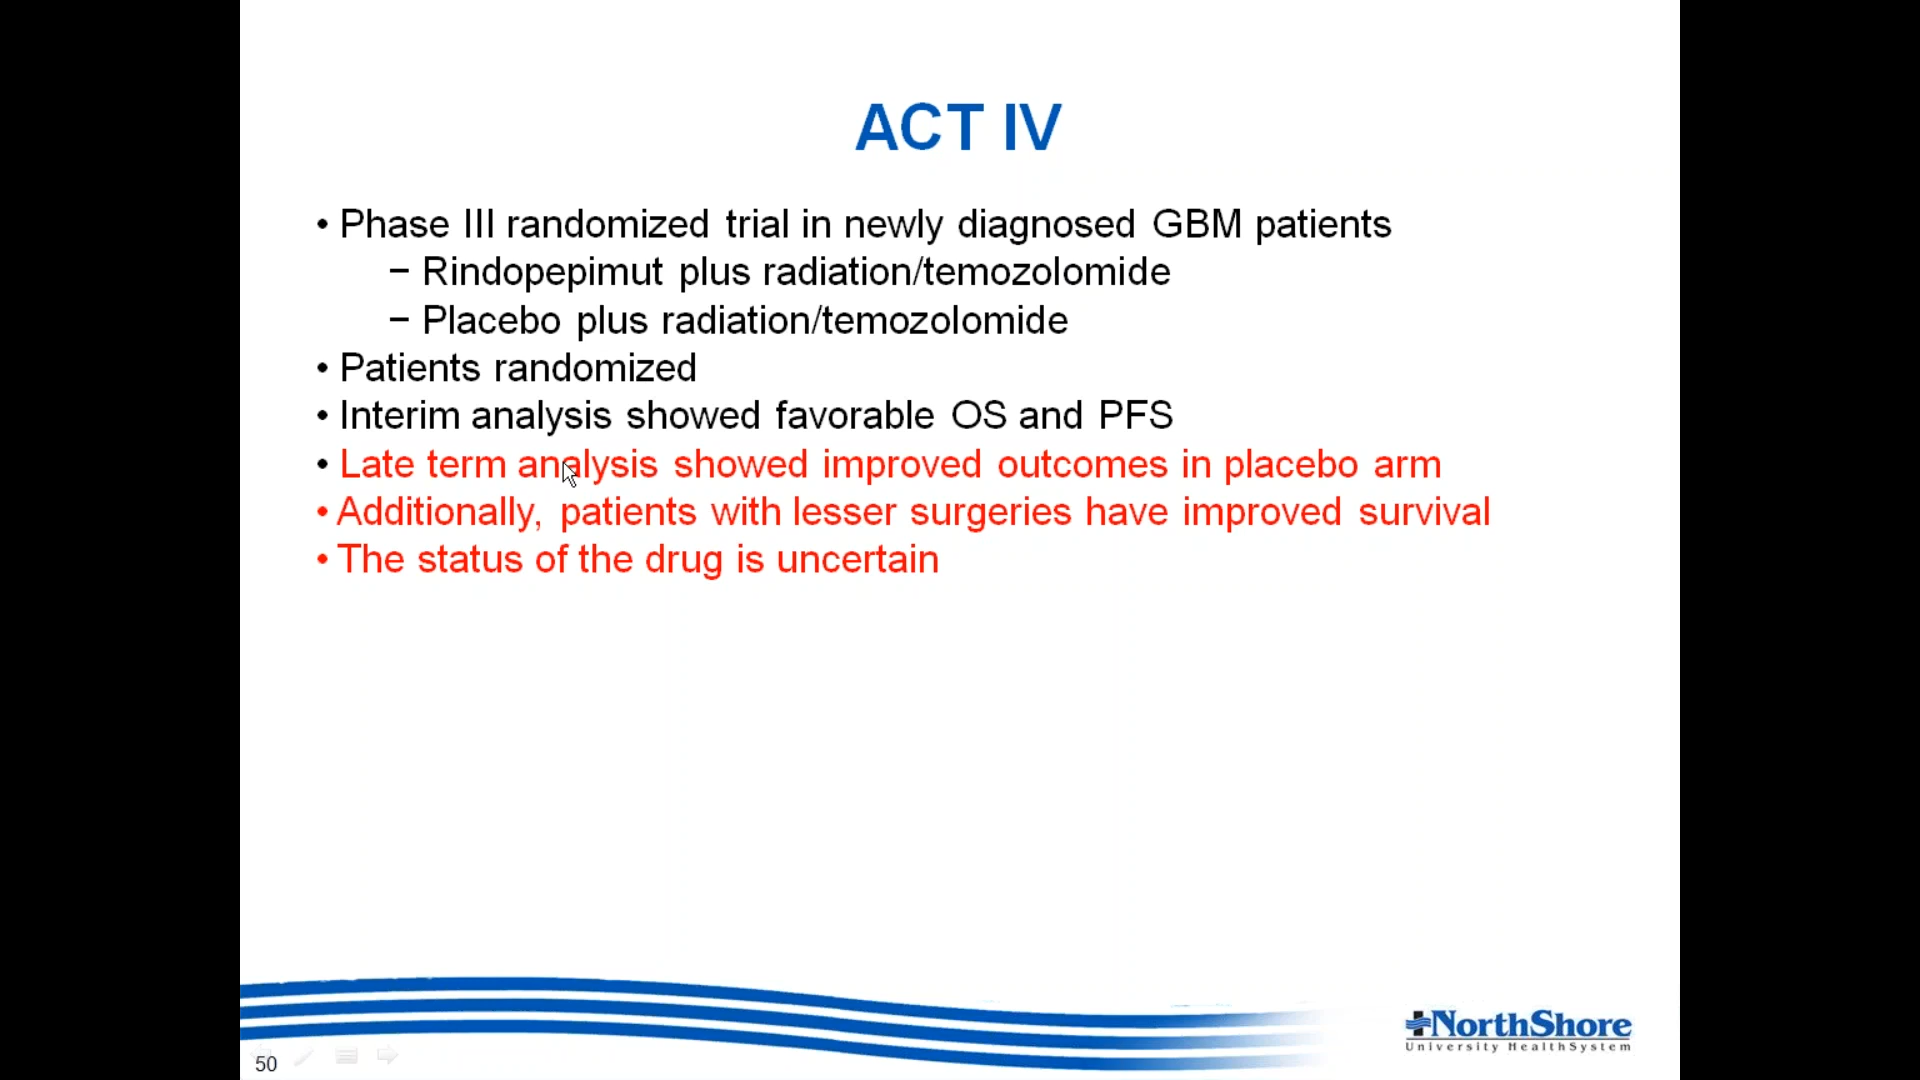 ACT IV
• Phase III randomized trial in newly diagnosed GBM patients
− Rindopepimut plus radiation/temozolomide
− Placebo plus radiation/temozolomide
• Patients randomized
• Interim analysis showed favorable OS and PFS
• Late term analysis showed improved outcomes in placebo arm
• Additionally, patients with lesser surgeries have improved survival
• The status of the drug is uncertain
NorthShore
University HealthSystem
50